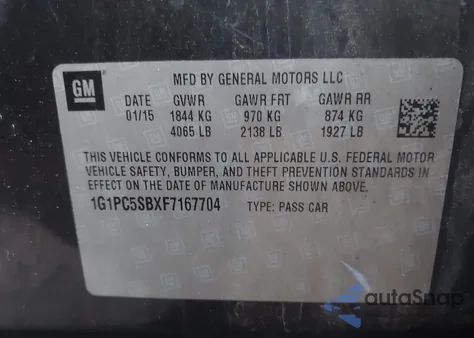 GM
MFD BY GENERAL MOTORS LLC
DATE GVWR GAWR FRT GAWR RR
01/15 1844 KG 970 KG 874 KG
4065 LB 2138 LB 1927 LB
THIS VEHICLE CONFORMS TO ALL APPLICABLE U.S. FEDERAL MOTOR
VEHICLE SAFETY, BUMPER, AND THEFT PREVENTION STANDARDS IN
EFFECT ON THE DATE OF MANUFACTURE SHOWN ABOVE.
1G1PC5SBXF7167704 TYPE: PASS CAR
autoSnap